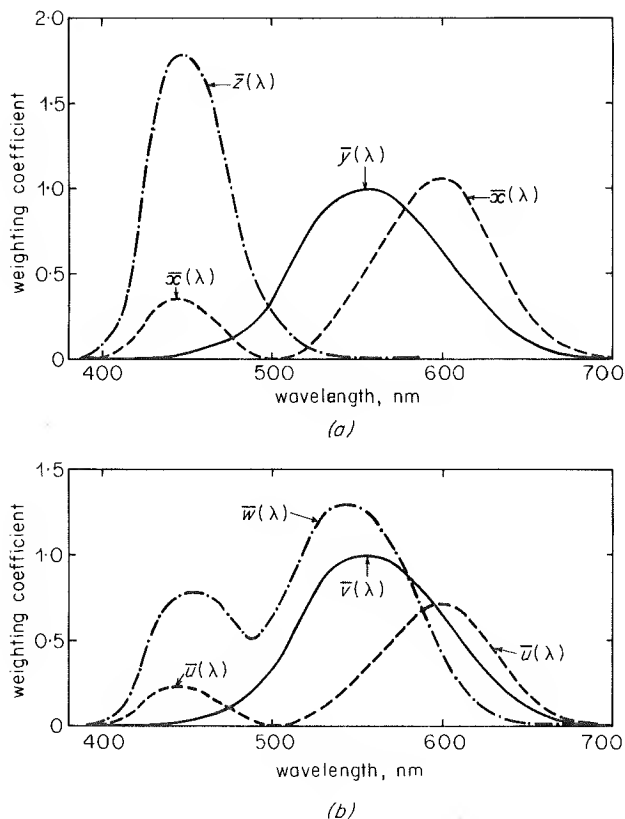 2·0
z̄(λ)
1·5
ȳ(λ)
1·0
x̄(λ)
weighting coefficient
0·5
x̄(λ)
0
400 500 600 700
wavelength, nm
(a)
1·5
w̄(λ)
1·0
v̄(λ)
weighting coefficient
0·5
ū(λ)
ū(λ)
0
400 500 600 700
wavelength, nm
(b)